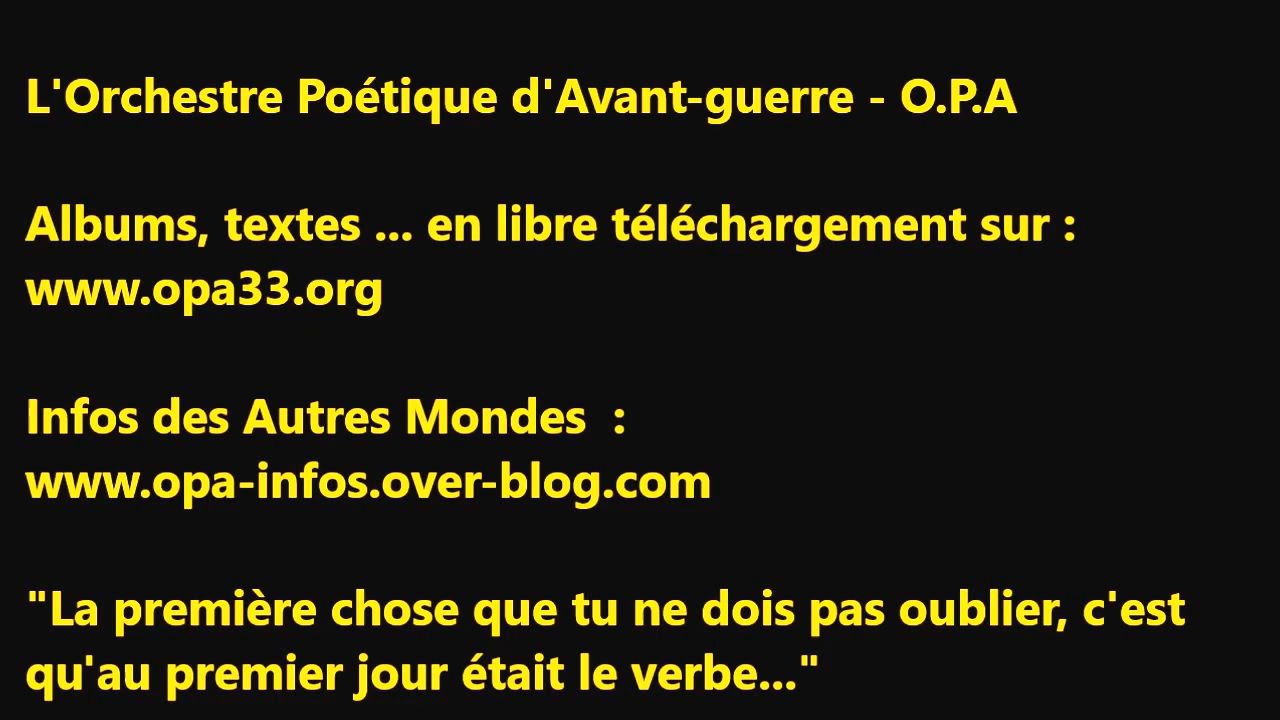 L'Orchestre Poétique d'Avant-guerre - O.P.A
Albums, textes ... en libre téléchargement sur :
www.opa33.org
Infos des Autres Mondes  :
www.opa-infos.over-blog.com
"La première chose que tu ne dois pas oublier, c'est
qu'au premier jour était le verbe..."